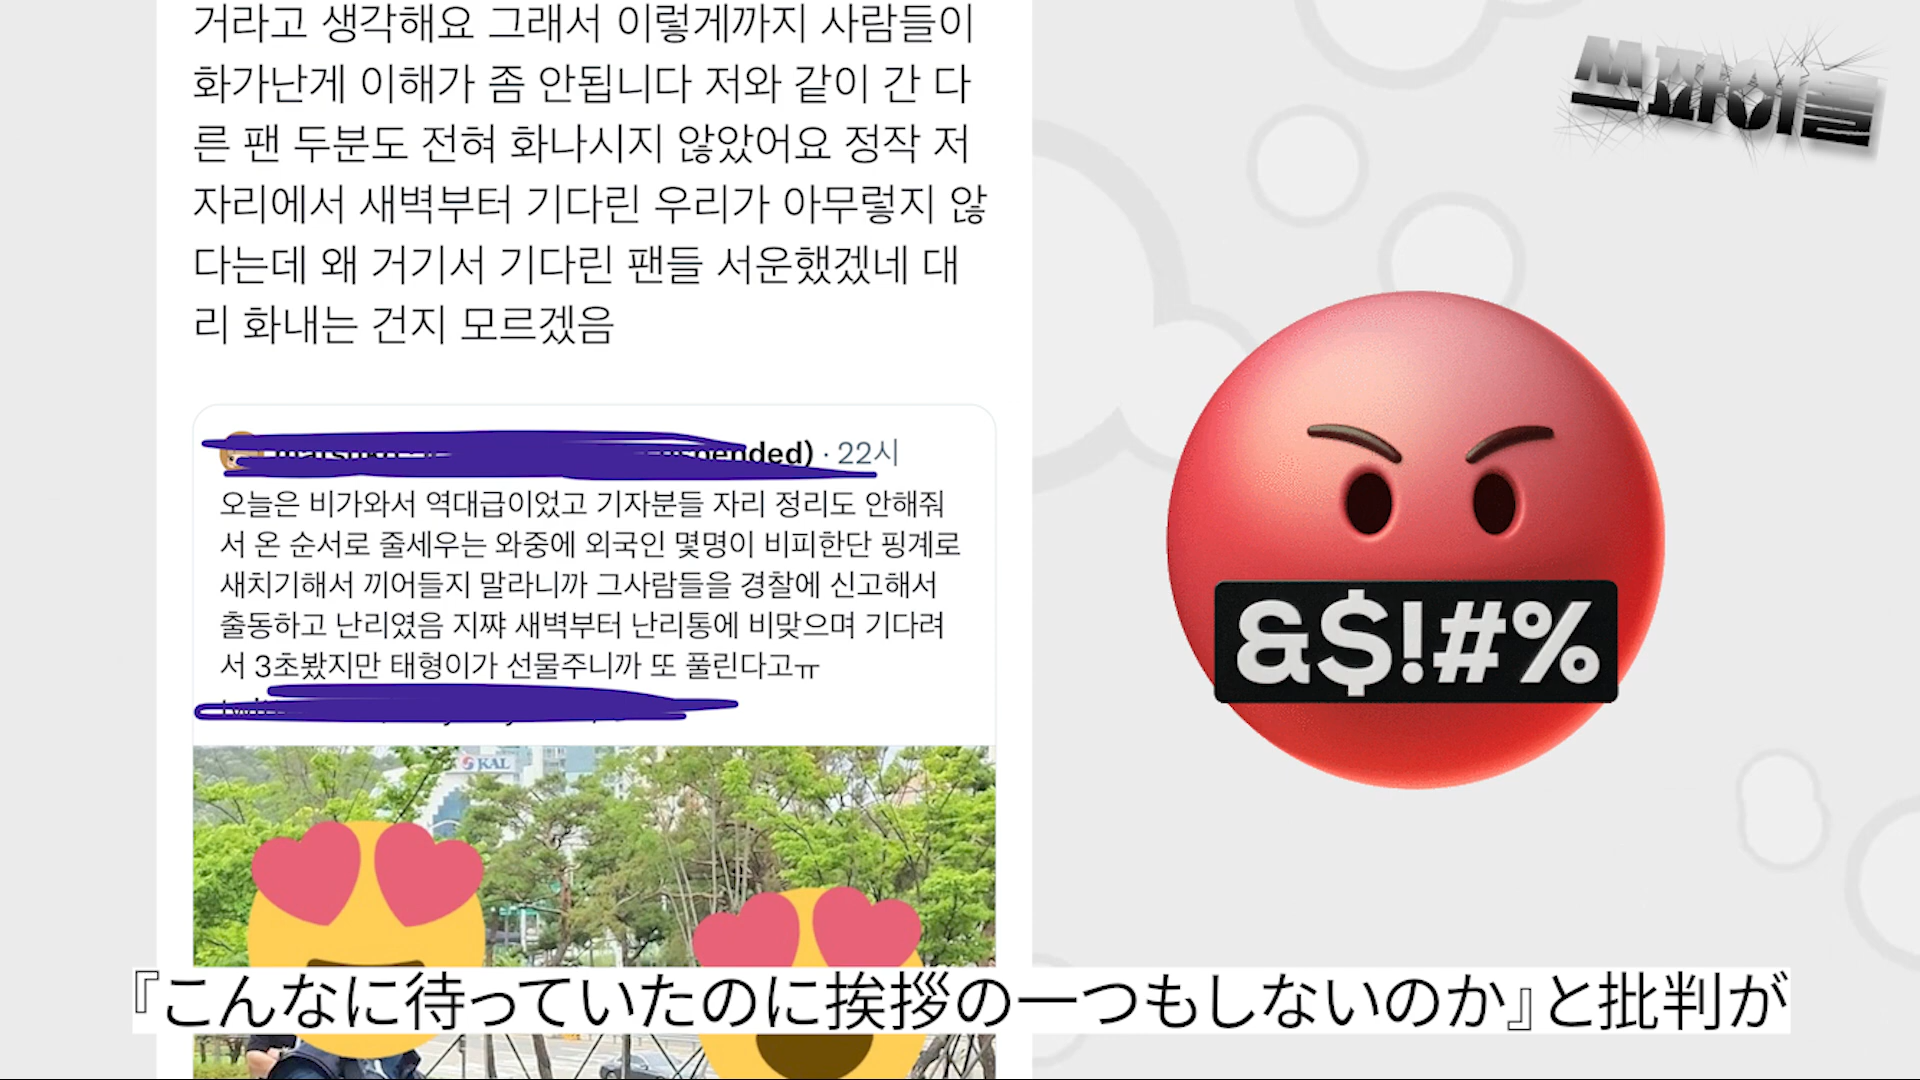 거라고 생각해요 그래서 이렇게까지 사람들이
화가난게 이해가 좀 안됩니다 저와 같이 간 다
른 팬 두분도 전혀 화나시지 않았어요 정작 저
자리에서 새벽부터 기다린 우리가 아무렇지 않
다는데 왜 거기서 기다린 팬들 서운했겠네 대
리 화내는 건지 모르겠음
쓰파이를
ended) · 22시
오늘은 비가와서 역대급이었고 기자분들 자리 정리도 안해줘
서 온 순서로 줄세우는 와중에 외국인 몇명이 비피한단 핑계로
새치기해서 끼어들지 말라니까 그사람들을 경찰에 신고해서
출동하고 난리였음 지쨔 새벽부터 난리통에 비맞으며 기다려
서 3초봤지만 태형이가 선물주니까 또 풀린다고ㅠ
&$!#%
KAL
『こんなに待っていたのに挨拶の一つもしないのか』と批判が